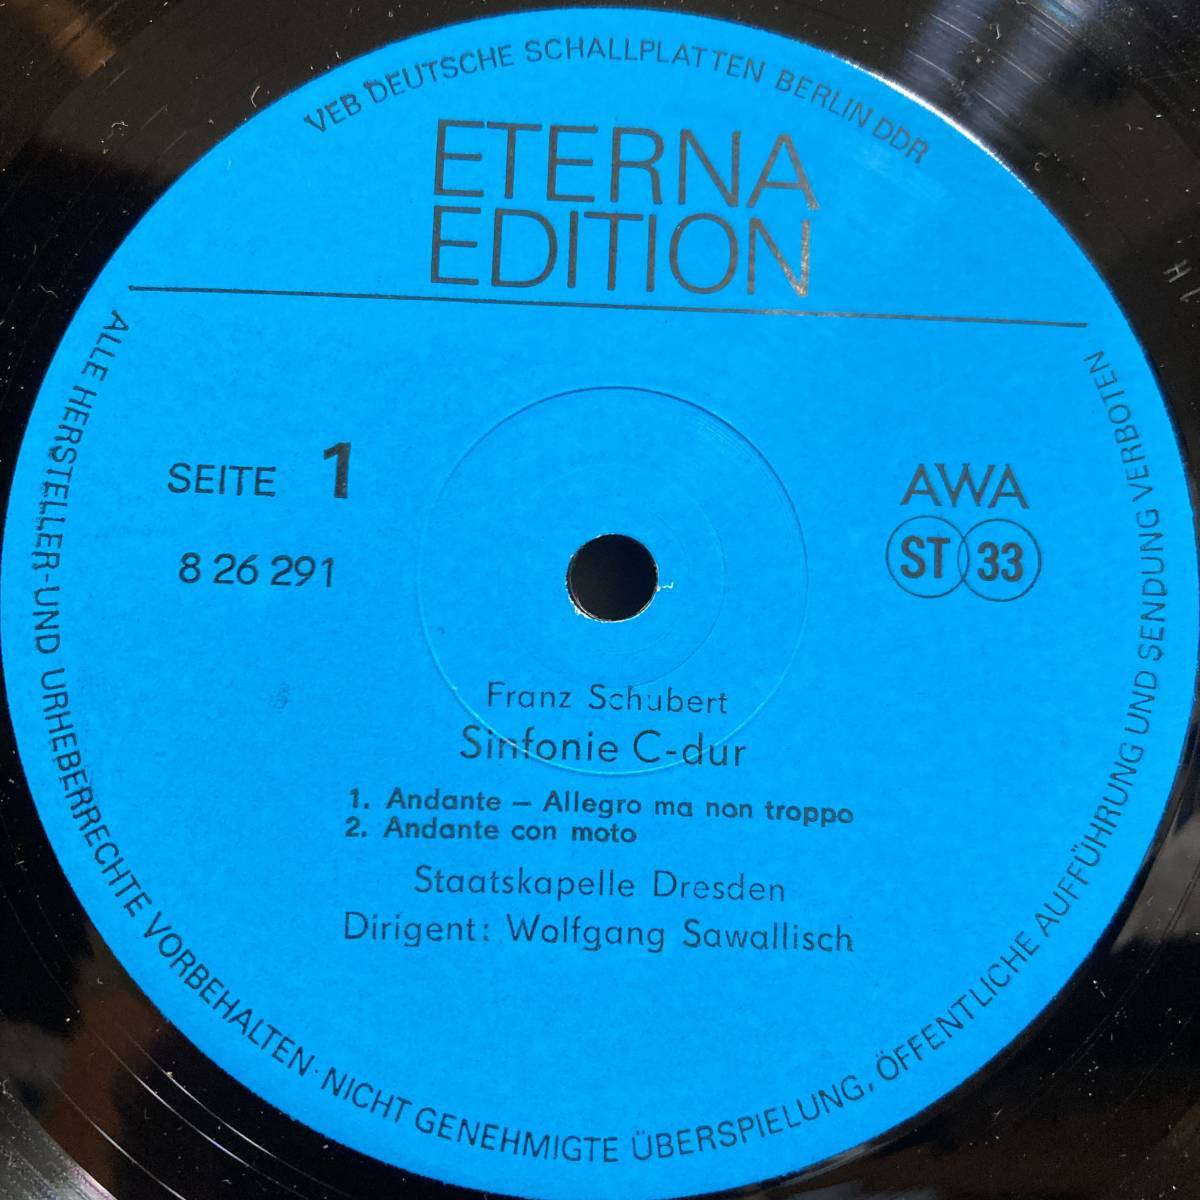 VEB DEUTSCHE SCHALLPLATTEN BERLIN DDR
ETERNA
EDITION
SEITE 1
8 26 291
AWA
ST 33
Franz Schubert
Sinfonie C-dur
1. Andante – Allegro ma non troppo
2. Andante con moto
Staatskapelle Dresden
Dirigent: Wolfgang Sawallisch
ALLE HERSTELLER-UND URHEBERRECHTE VORBEHALTEN · NICHT GENEHMIGTE ÜBERSPIELUNG, ÖFFENTLICHE AUFFÜHRUNG UND SENDUNG VERBOTEN